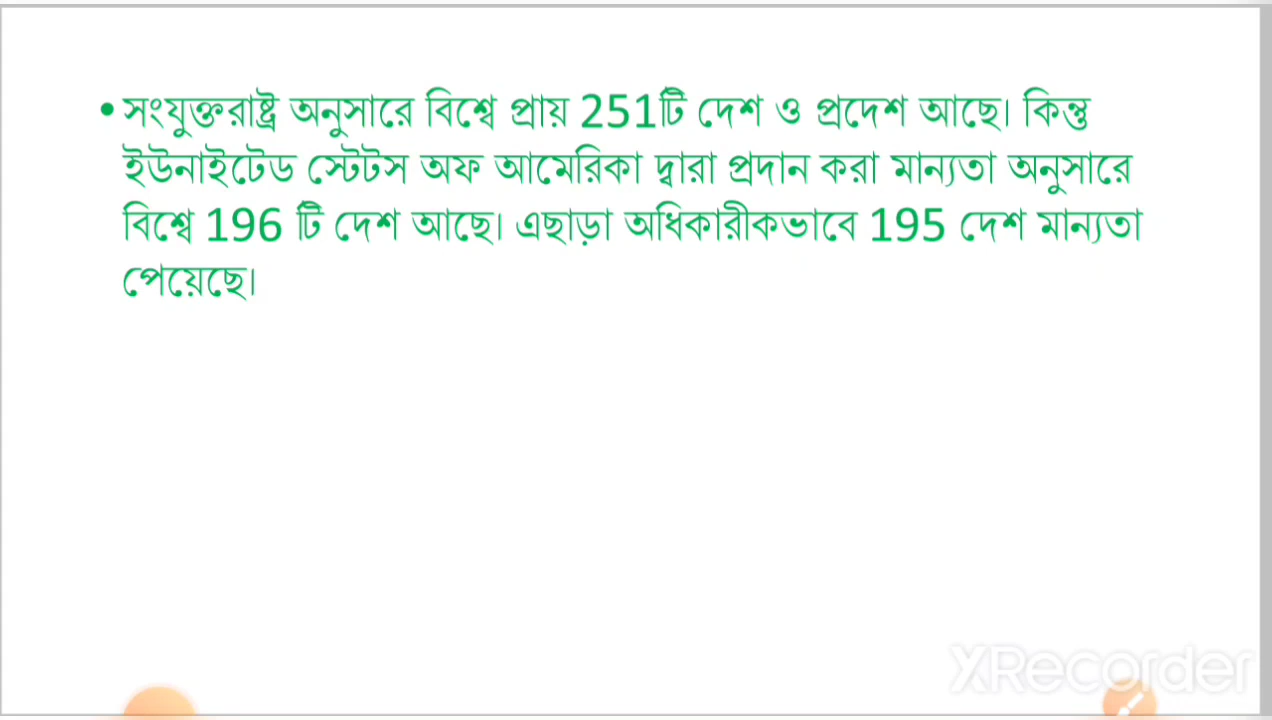 • সংযুক্তরাষ্ট্র অনুসারে বিশ্বে প্রায় 251টি দেশ ও প্রদেশ আছে। কিন্তু
ইউনাইটেড স্টেটস অফ আমেরিকা দ্বারা প্রদান করা মান্যতা অনুসারে
বিশ্বে 196 টি দেশ আছে। এছাড়া অধিকারীকভাবে 195 দেশ মান্যতা
পেয়েছে।
XRecorder